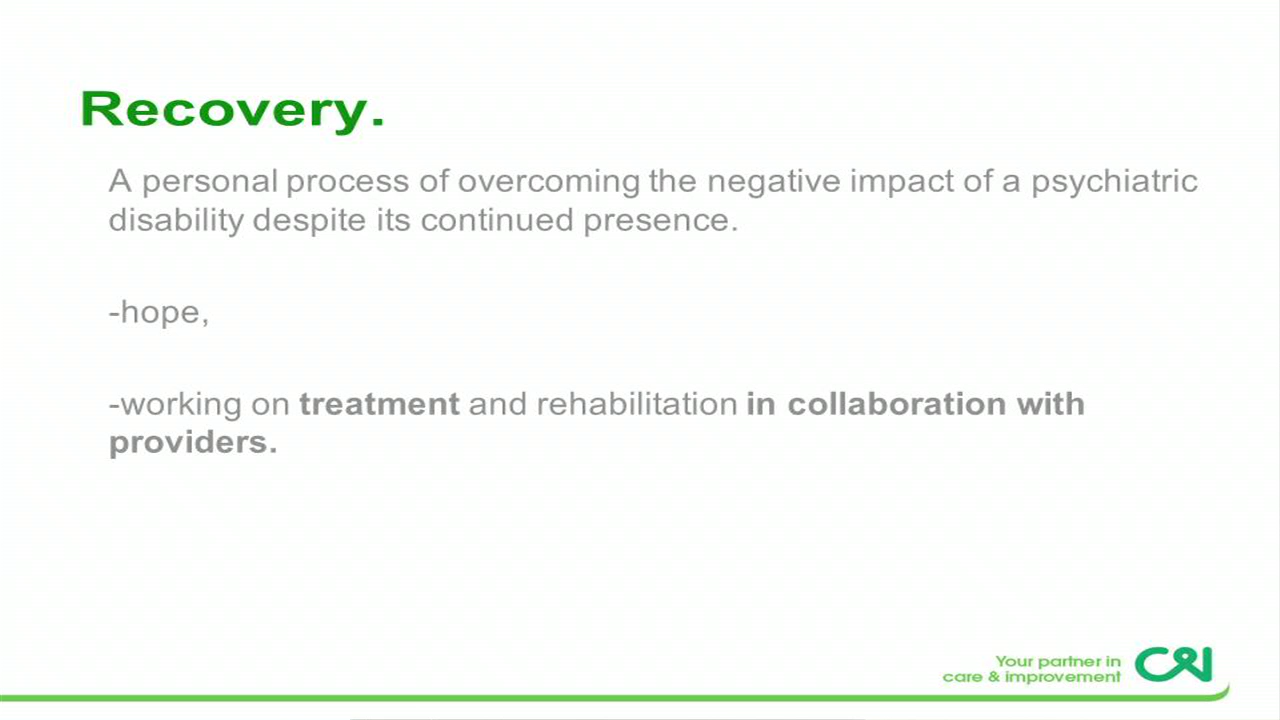 Recovery.
A personal process of overcoming the negative impact of a psychiatric
disability despite its continued presence.
-hope,
-working on treatment and rehabilitation in collaboration with
providers.
Your partner in
care & improvement
C&I